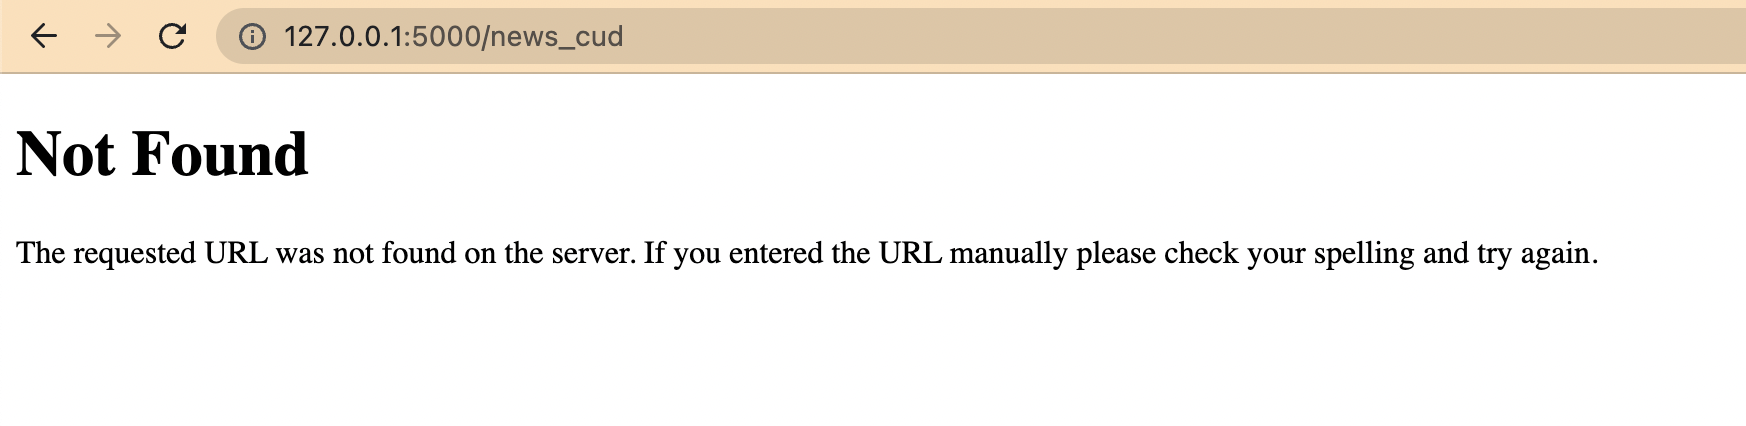 127.0.0.1:5000/news_cud
Not Found
The requested URL was not found on the server. If you entered the URL manually please check your spelling and try again.